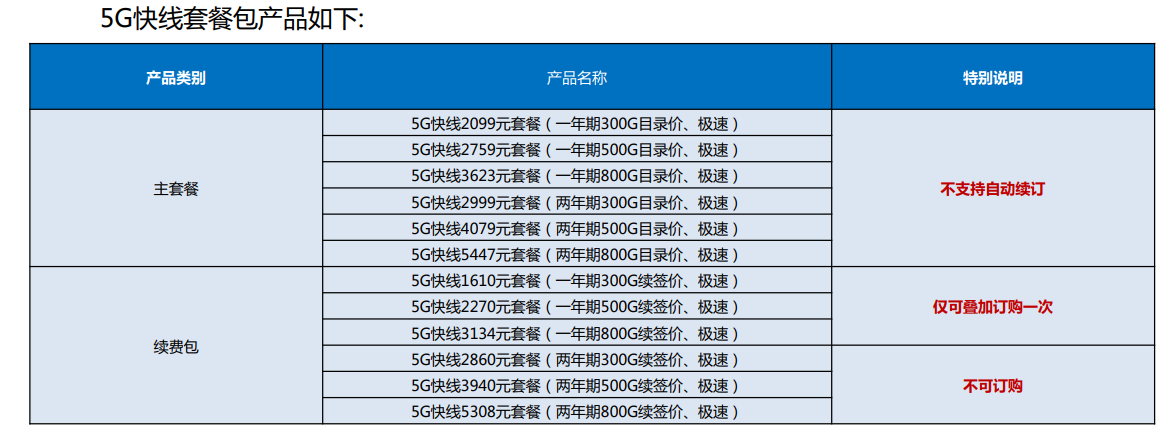 5G快线套餐包产品如下:
产品类别 产品名称 特别说明
主套餐
5G快线2099元套餐（一年期300G目录价、极速）
5G快线2759元套餐（一年期500G目录价、极速）
5G快线3623元套餐（一年期800G目录价、极速）
5G快线2999元套餐（两年期300G目录价、极速）
5G快线4079元套餐（两年期500G目录价、极速）
5G快线5447元套餐（两年期800G目录价、极速）
不支持自动续订
续费包
5G快线1610元套餐（一年期300G续签价、极速）
5G快线2270元套餐（一年期500G续签价、极速）
5G快线3134元套餐（一年期800G续签价、极速）
仅可叠加订购一次
5G快线2860元套餐（两年期300G续签价、极速）
5G快线3940元套餐（两年期500G续签价、极速）
5G快线5308元套餐（两年期800G续签价、极速）
不可订购